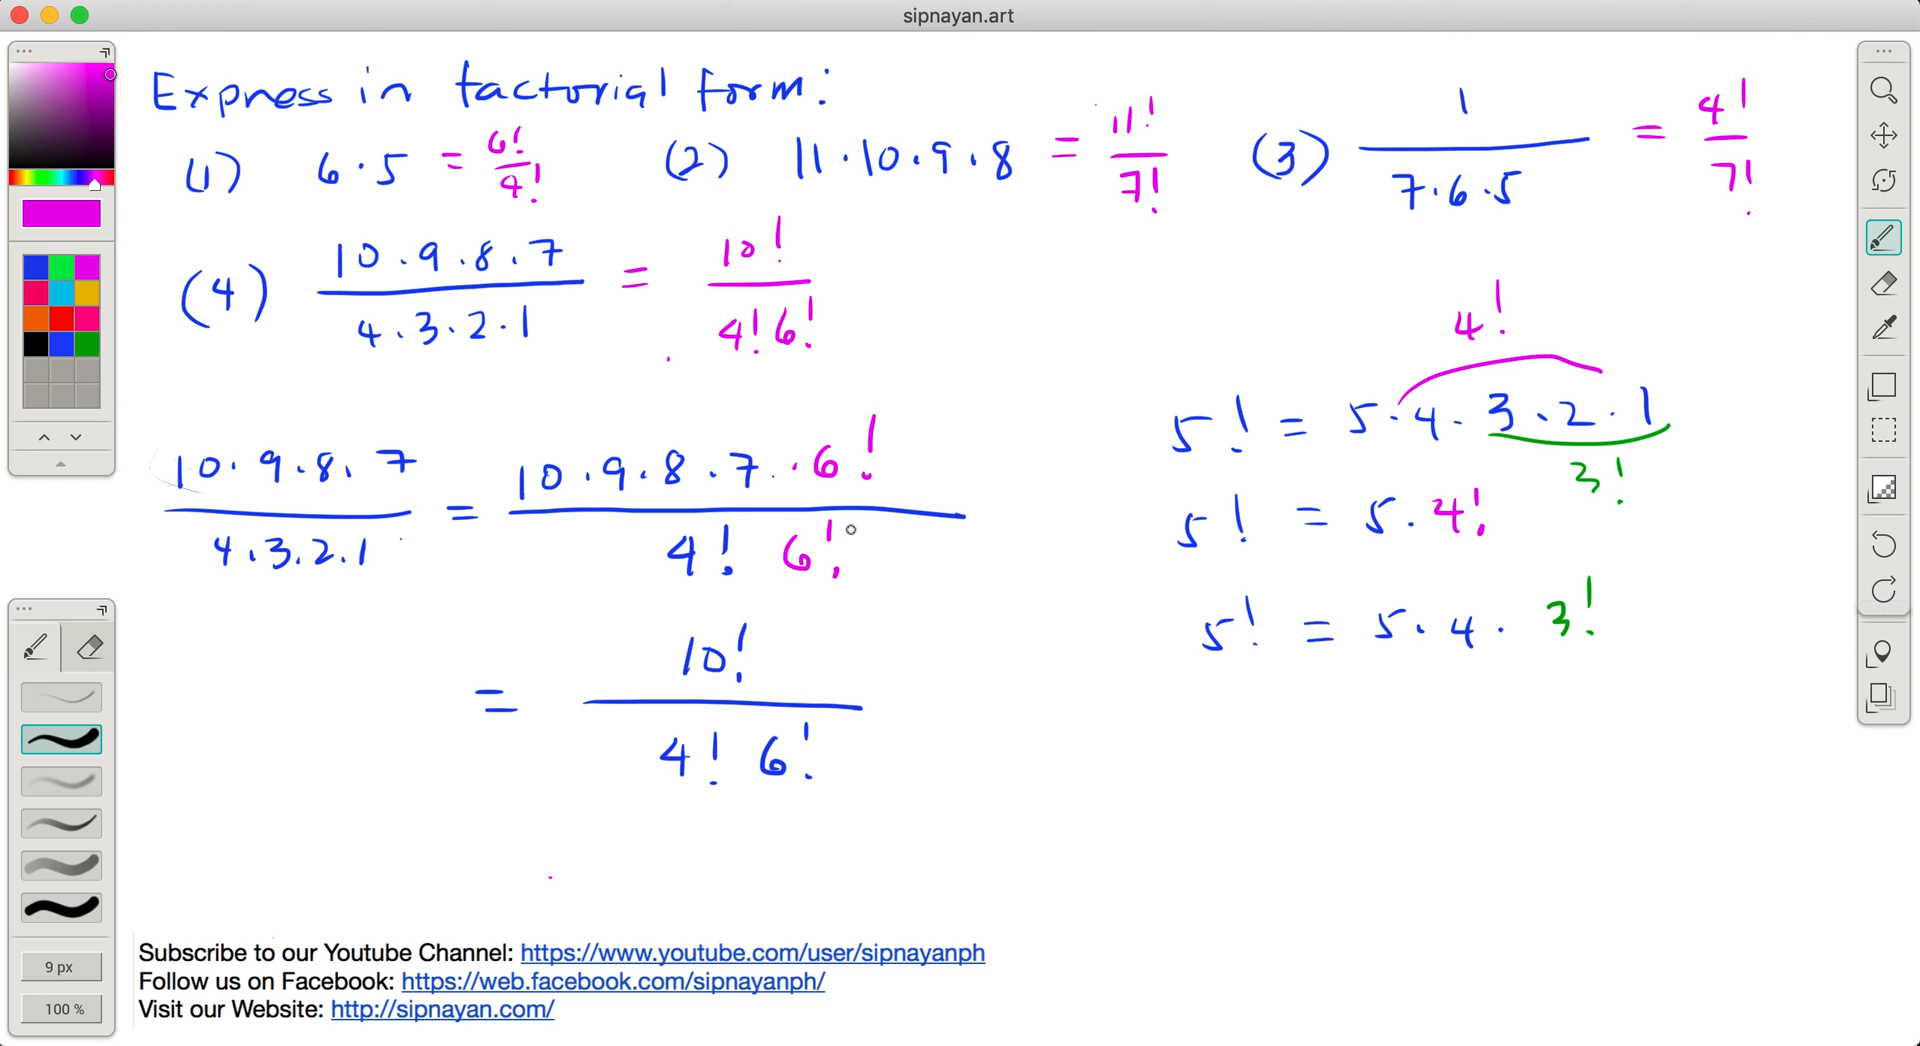 sipnayan.art
Express in factorial form:
(1) 6 · 5 = 6!/4! (2) 11 · 10 · 9 · 8 = 11!/7! (3) 1/(7 · 6 · 5) = 4!/7!
(4) (10 · 9 · 8 · 7)/(4 · 3 · 2 · 1) = 10!/(4! 6!)
(10 · 9 · 8 · 7)/(4 · 3 · 2 · 1) = (10 · 9 · 8 · 7 · 6!)/(4! 6!)
= 10!/(4! 6!)
4!
5! = 5 · 4 · 3 · 2 · 1
3!
5! = 5 · 4!
5! = 5 · 4 · 3!
9 px
100 %
Subscribe to our Youtube Channel: https://www.youtube.com/user/sipnayanph
Follow us on Facebook: https://web.facebook.com/sipnayanph/
Visit our Website: http://sipnayan.com/